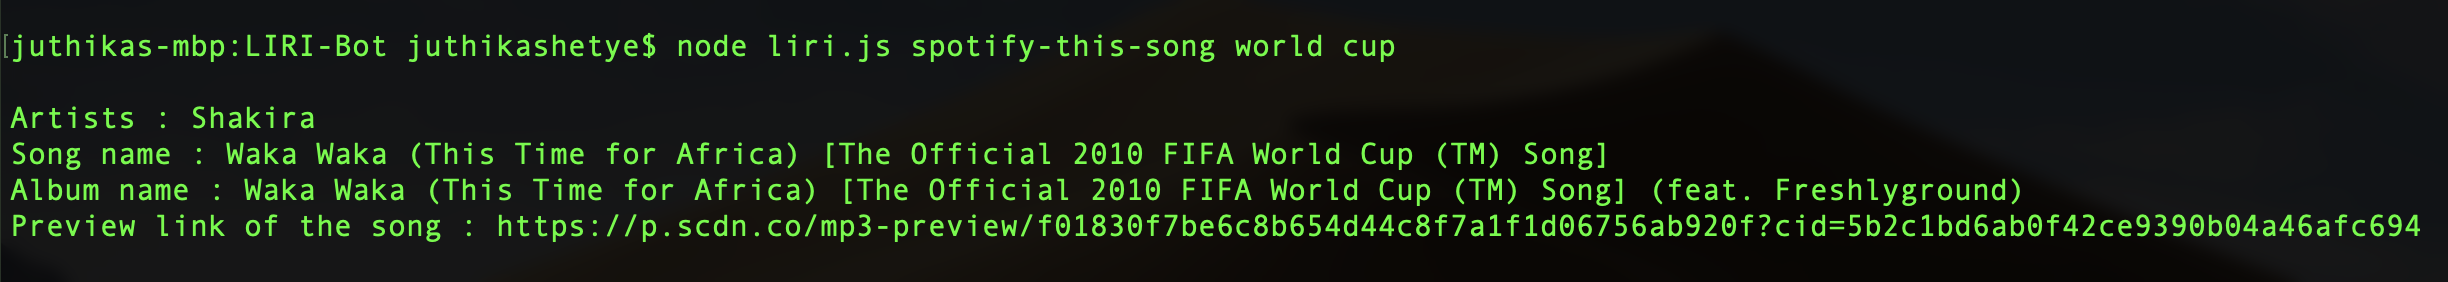 [juthikas-mbp:LIRI-Bot juthikashetye$ node liri.js spotify-this-song world cup
Artists : Shakira
Song name : Waka Waka (This Time for Africa) [The Official 2010 FIFA World Cup (TM) Song]
Album name : Waka Waka (This Time for Africa) [The Official 2010 FIFA World Cup (TM) Song] (feat. Freshlyground)
Preview link of the song : https://p.scdn.co/mp3-preview/f01830f7be6c8b654d44c8f7a1f1d06756ab920f?cid=5b2c1bd6ab0f42ce9390b04a46afc694